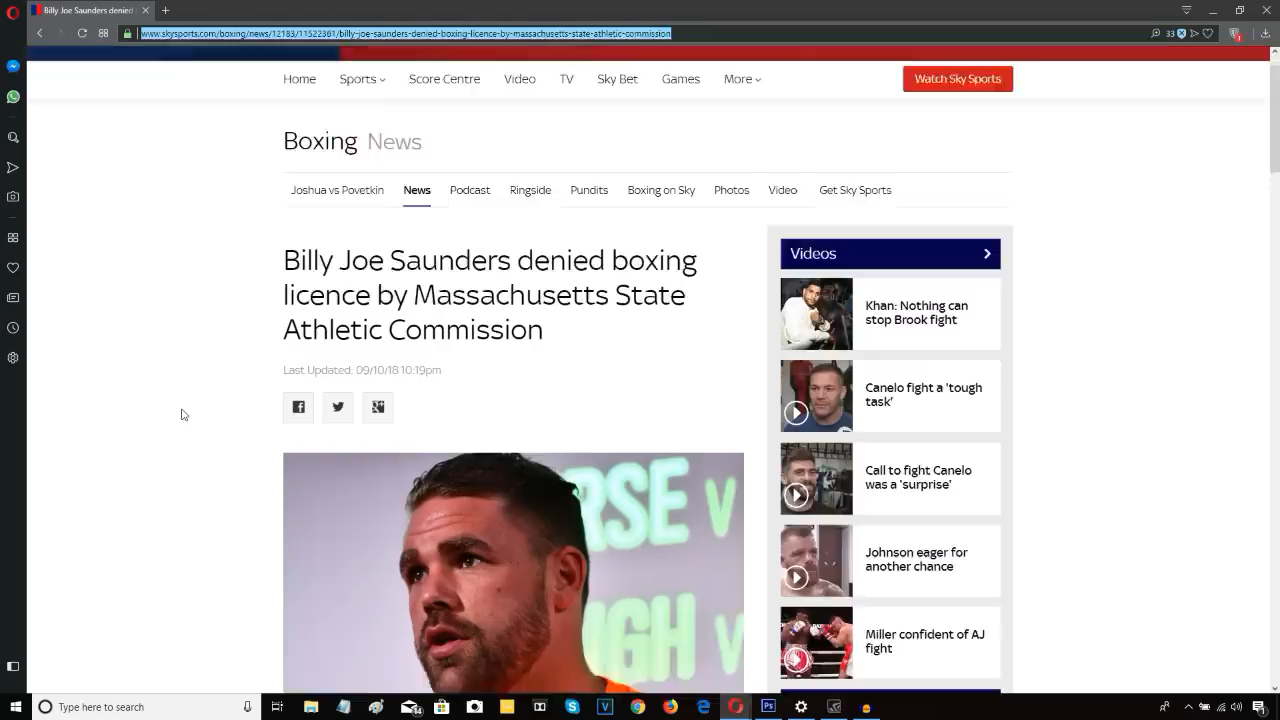 Billy Joe Saunders denied
www.skysports.com/boxing/news/12183/11522361/billy-joe-saunders-denied-boxing-licence-by-massachusetts-state-athletic-commission
33
Home Sports Score Centre Video TV Sky Bet Games More
Watch Sky Sports
Boxing News
Joshua vs Povetkin News Podcast Ringside Pundits Boxing on Sky Photos Video Get Sky Sports
Billy Joe Saunders denied boxing
licence by Massachusetts State
Athletic Commission
Last Updated: 09/10/18 10:19pm
RSE V
UGH V
Videos
Khan: Nothing can
stop Brook fight
Canelo fight a 'tough
task'
Call to fight Canelo
was a 'surprise'
Johnson eager for
another chance
Miller confident of AJ
fight
Type here to search
14